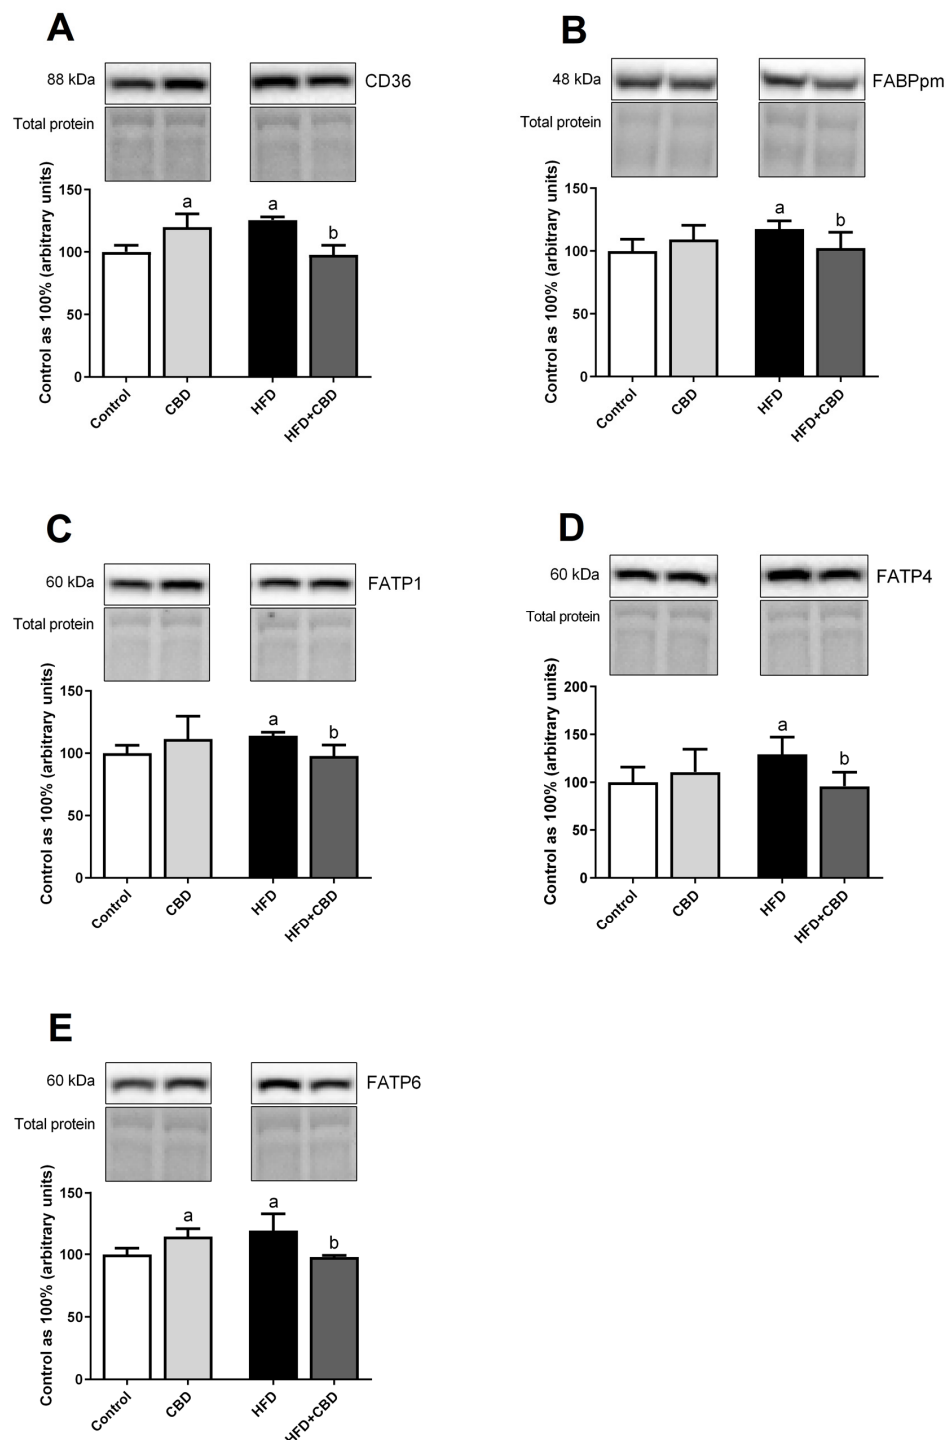 A
88 kDa
CD36
Total protein
Control as 100% (arbitrary units)
150
a
a
b
100
50
0
Control
CBD
HFD
HFD+CBD
B
48 kDa
FABPpm
Total protein
Control as 100% (arbitrary units)
150
a
b
100
50
0
Control
CBD
HFD
HFD+CBD
C
60 kDa
FATP1
Total protein
Control as 100% (arbitrary units)
150
a
b
100
50
0
Control
CBD
HFD
HFD+CBD
D
60 kDa
FATP4
Total protein
Control as 100% (arbitrary units)
200
a
150
b
100
50
0
Control
CBD
HFD
HFD+CBD
E
60 kDa
FATP6
Total protein
Control as 100% (arbitrary units)
150
a
a
b
100
50
0
Control
CBD
HFD
HFD+CBD